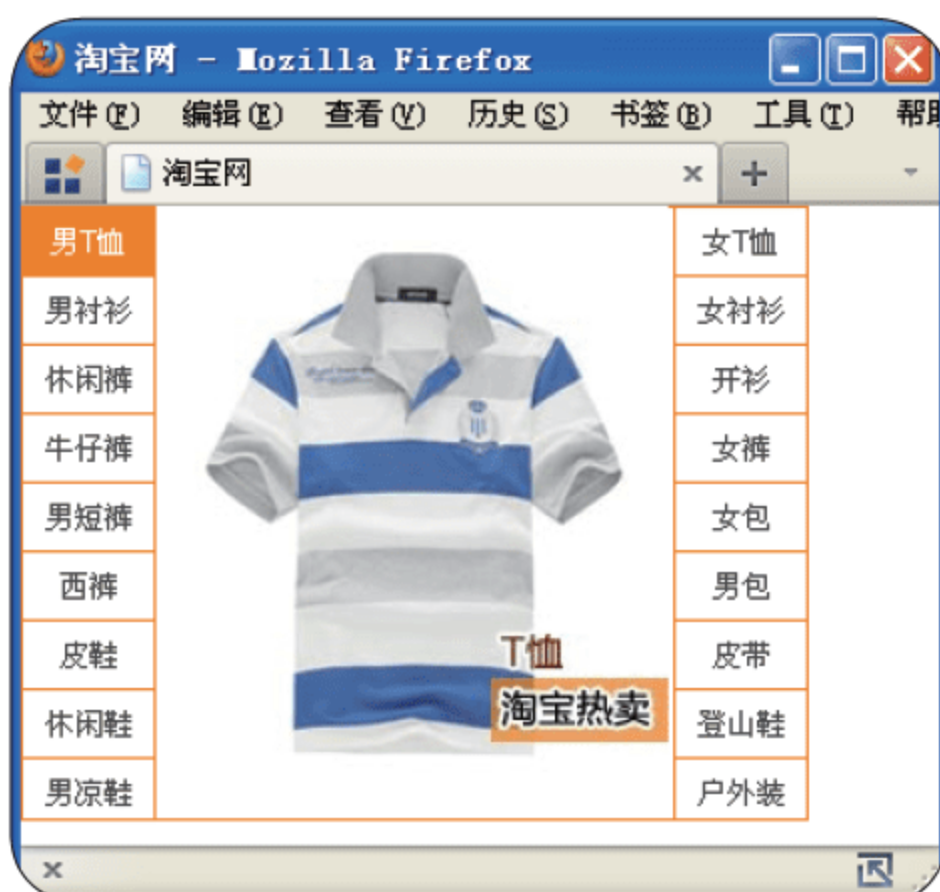 淘宝网 - Mozilla Firefox
文件(F) 编辑(E) 查看(V) 历史(S) 书签(B) 工具(T) 帮
淘宝网
男T恤
男衬衫
休闲裤
牛仔裤
男短裤
西裤
皮鞋
休闲鞋
男凉鞋
T恤
淘宝热卖
女T恤
女衬衫
开衫
女裤
女包
男包
皮带
登山鞋
户外装